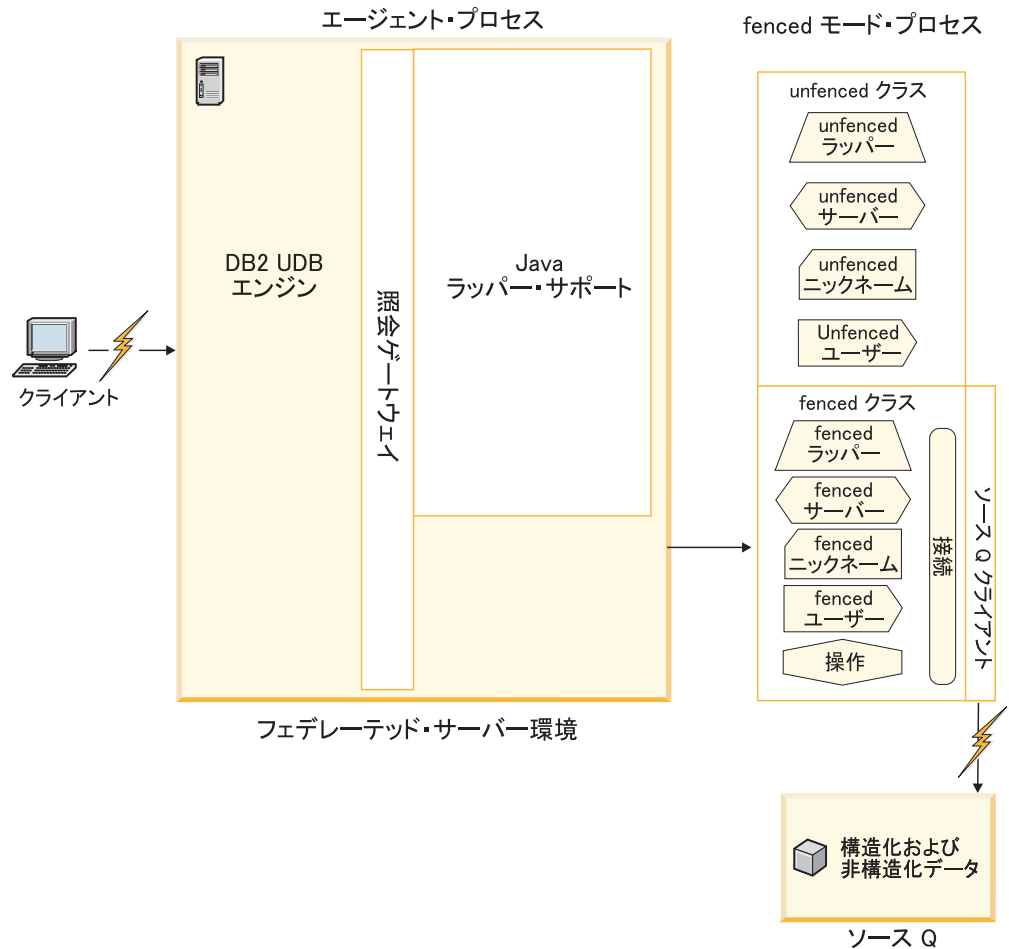 エージェント・プロセス
fenced モード・プロセス
DB2 UDB
エンジン
照会ゲートウェイ
Java
ラッパー・サポート
クライアント
フェデレーテッド・サーバー環境
unfenced クラス
unfenced
ラッパー
unfenced
サーバー
unfenced
ニックネーム
Unfenced
ユーザー
fenced クラス
fenced
ラッパー
fenced
サーバー
fenced
ニックネーム
fenced
ユーザー
操作
接続
ソース Q クライアント
構造化および
非構造化データ
ソース Q